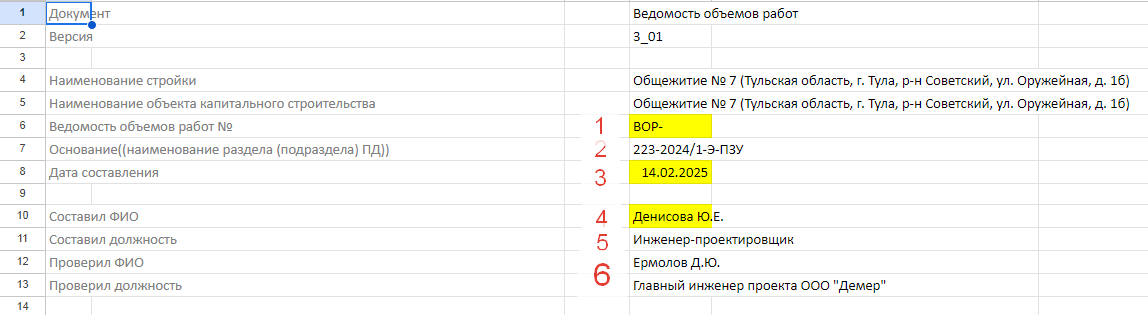 1 Документ Ведомость объемов работ
2 Версия 3_01
3
4 Наименование стройки Общежитие № 7 (Тульская область, г. Тула, р-н Советский, ул. Оружейная, д. 1б)
5 Наименование объекта капитального строительства Общежитие № 7 (Тульская область, г. Тула, р-н Советский, ул. Оружейная, д. 1б)
6 Ведомость объемов работ № 1 ВОР-
7 Основание((наименование раздела (подраздела) ПД)) 2 223-2024/1-Э-ПЗУ
8 Дата составления 3 14.02.2025
9
10 Составил ФИО 4 Денисова Ю.Е.
11 Составил должность 5 Инженер-проектировщик
12 Проверил ФИО 6 Ермолов Д.Ю.
13 Проверил должность Главный инженер проекта ООО "Демер"
14